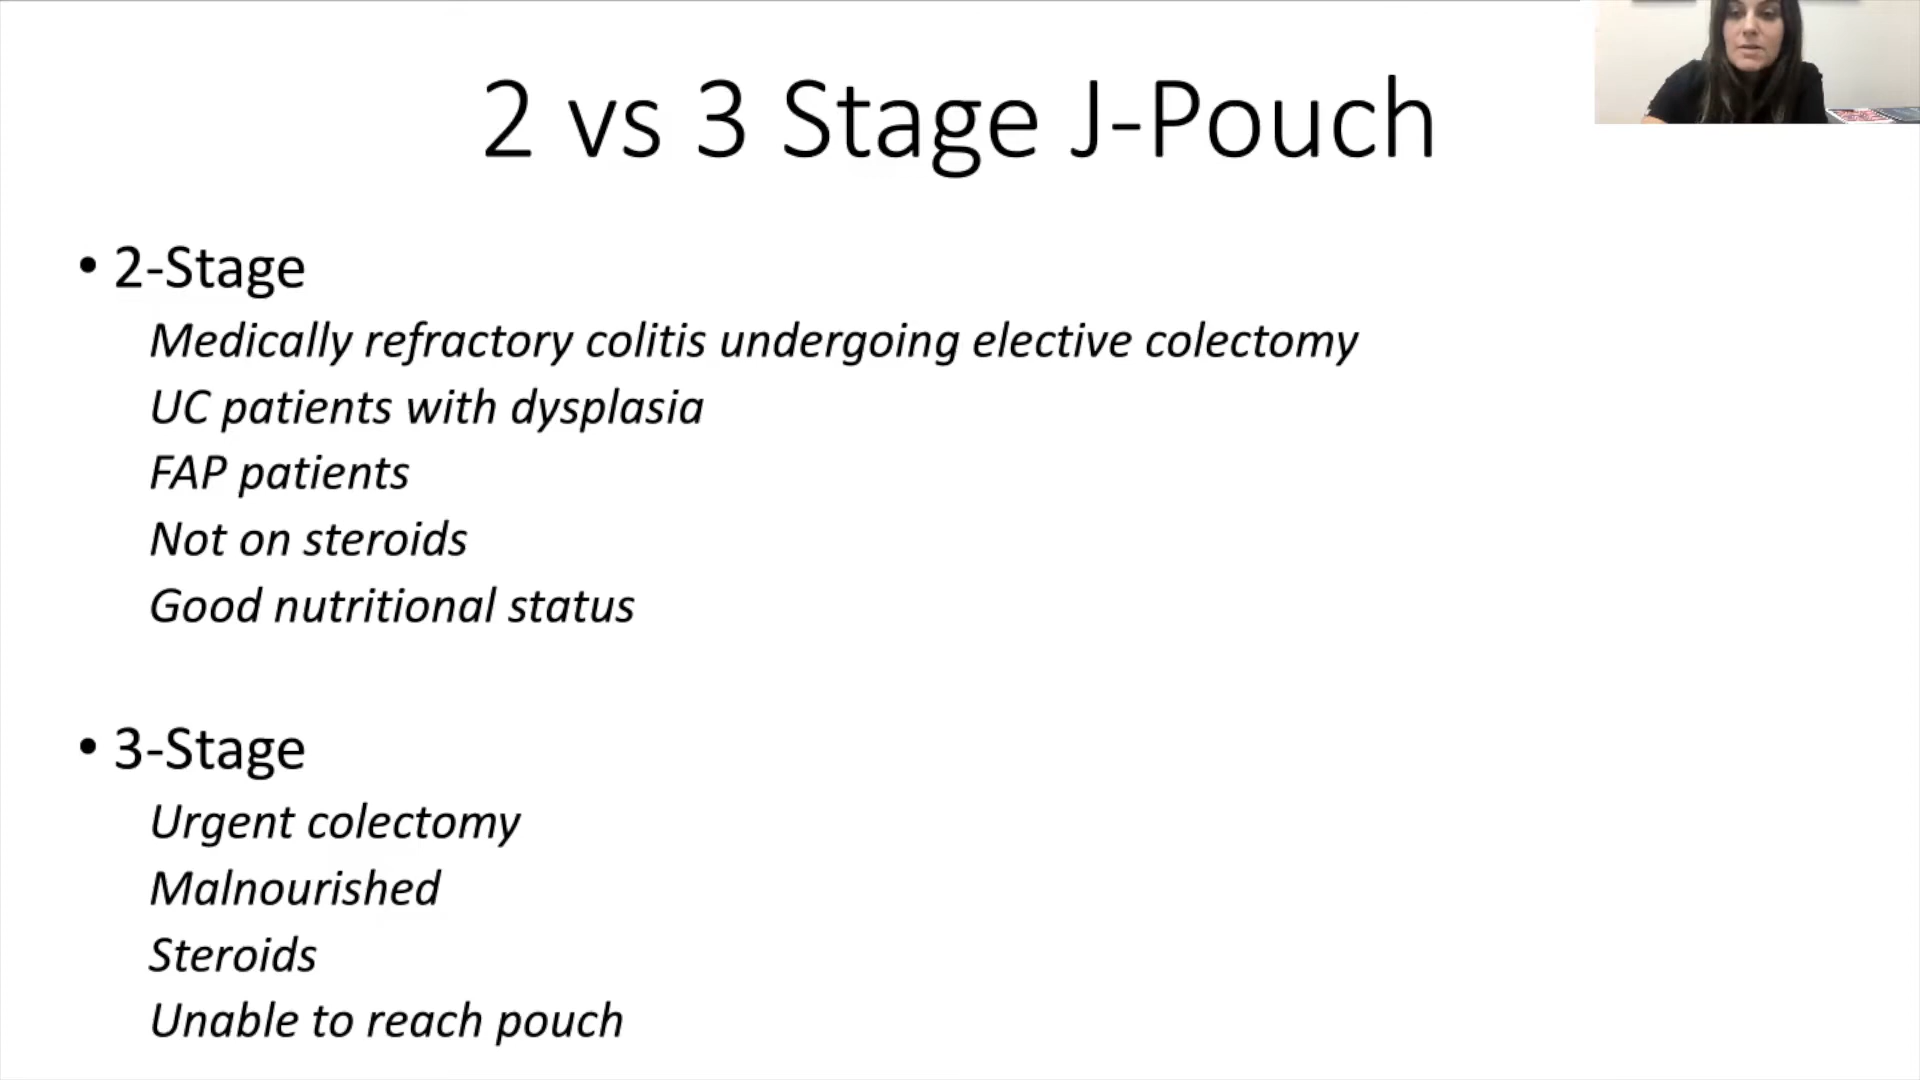 2 vs 3 Stage J-Pouch
• 2-Stage
Medically refractory colitis undergoing elective colectomy
UC patients with dysplasia
FAP patients
Not on steroids
Good nutritional status
• 3-Stage
Urgent colectomy
Malnourished
Steroids
Unable to reach pouch